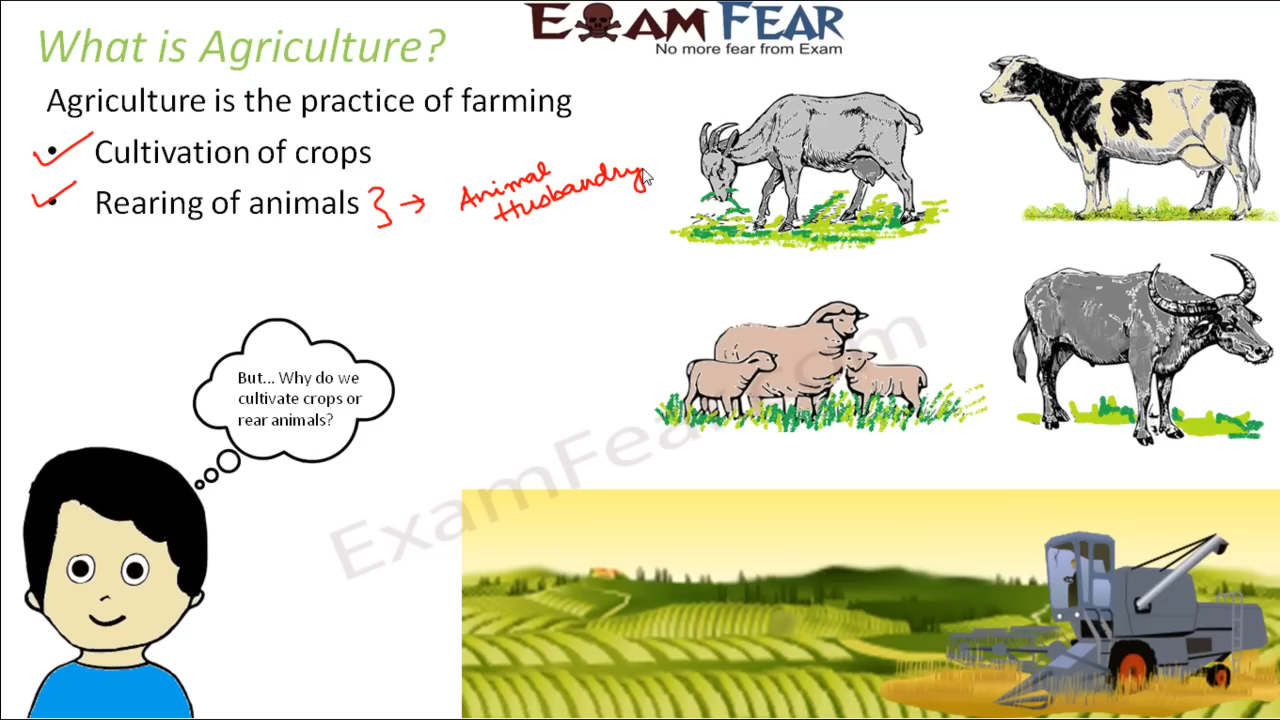 What is Agriculture?
EXAM FEAR
No more fear from Exam
Agriculture is the practice of farming
• Cultivation of crops
• Rearing of animals } → Animal
Husbandry
But... Why do we
cultivate crops or
rear animals?
ExamFear.com